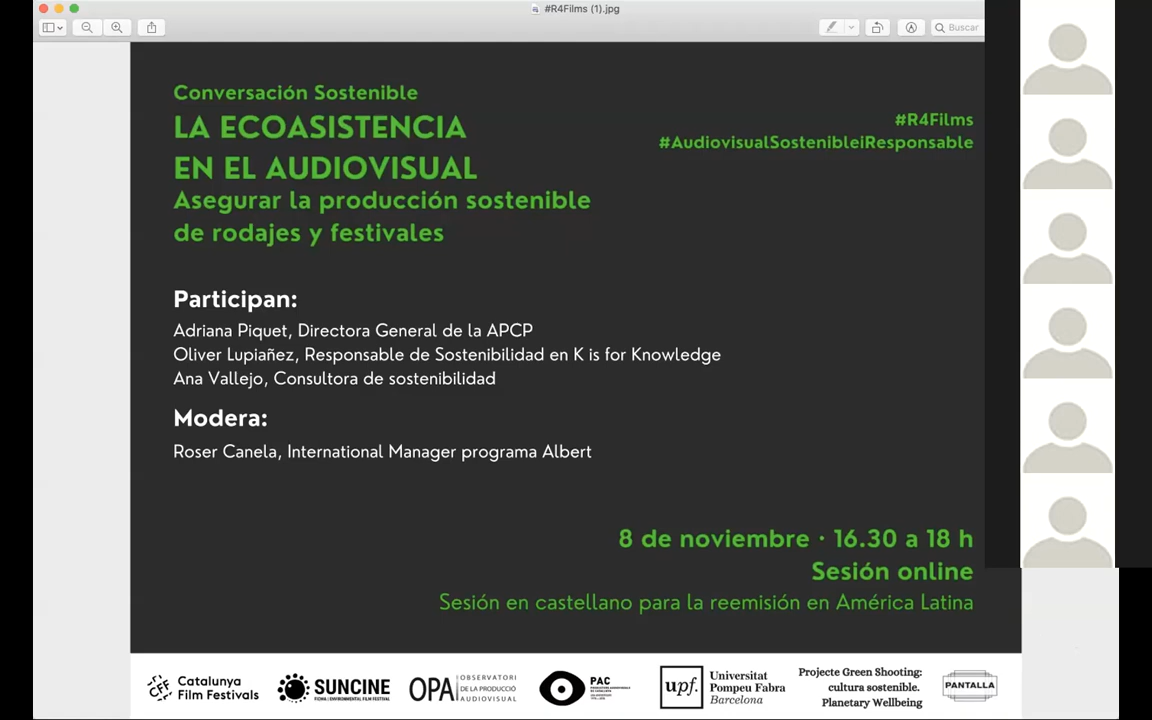 #R4Films (1).jpg
Buscar
Conversación Sostenible
LA ECOASISTENCIA
EN EL AUDIOVISUAL
Asegurar la producción sostenible
de rodajes y festivales
#R4Films
#AudiovisualSostenibleiResponsable
Participan:
Adriana Piquet, Directora General de la APCP
Oliver Lupiañez, Responsable de Sostenibilidad en K is for Knowledge
Ana Vallejo, Consultora de sostenibilidad
Modera:
Roser Canela, International Manager programa Albert
8 de noviembre · 16.30 a 18 h
Sesión online
Sesión en castellano para la reemisión en América Latina
CFF
Catalunya
Film Festivals
SUNCINE
OPA
OBSERVATORI
DE LA PRODUCCIÓ
AUDIOVISUAL
PAC
upf.
Universitat
Pompeu Fabra
Barcelona
Projecte Green Shooting:
cultura sostenible.
Planetary Wellbeing
PANTALLA